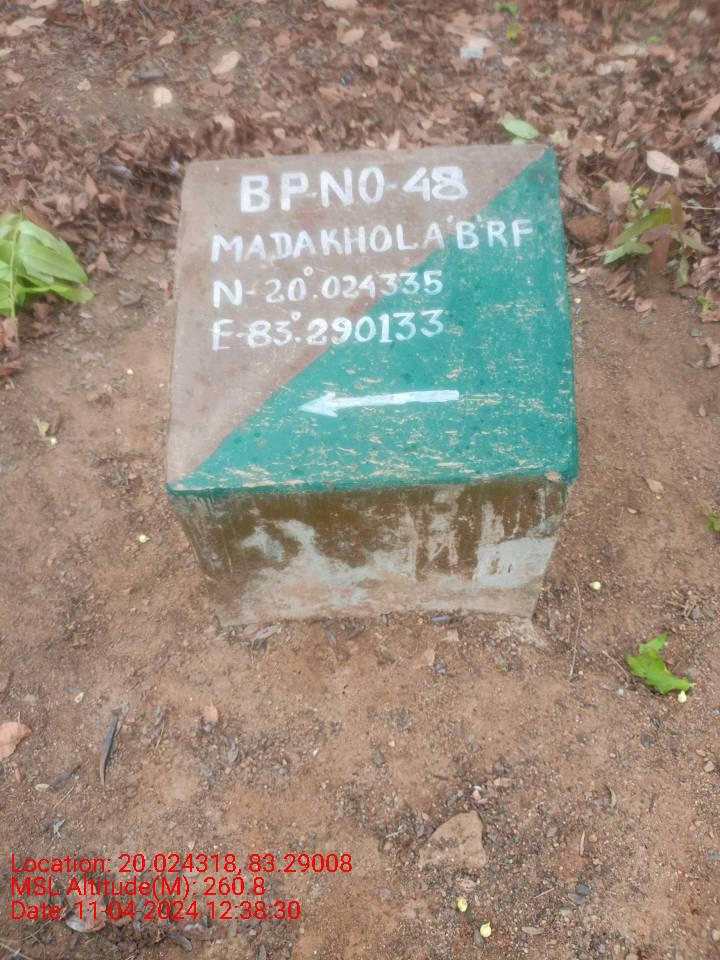 BP-NO-48
MADAKHOLA "B" RF
N-20°.024335
E-83°.290133
Location: 20.024318, 83.29008
MSL Altitude(M): 260.8
Date: 11-04-2024 12:38:30